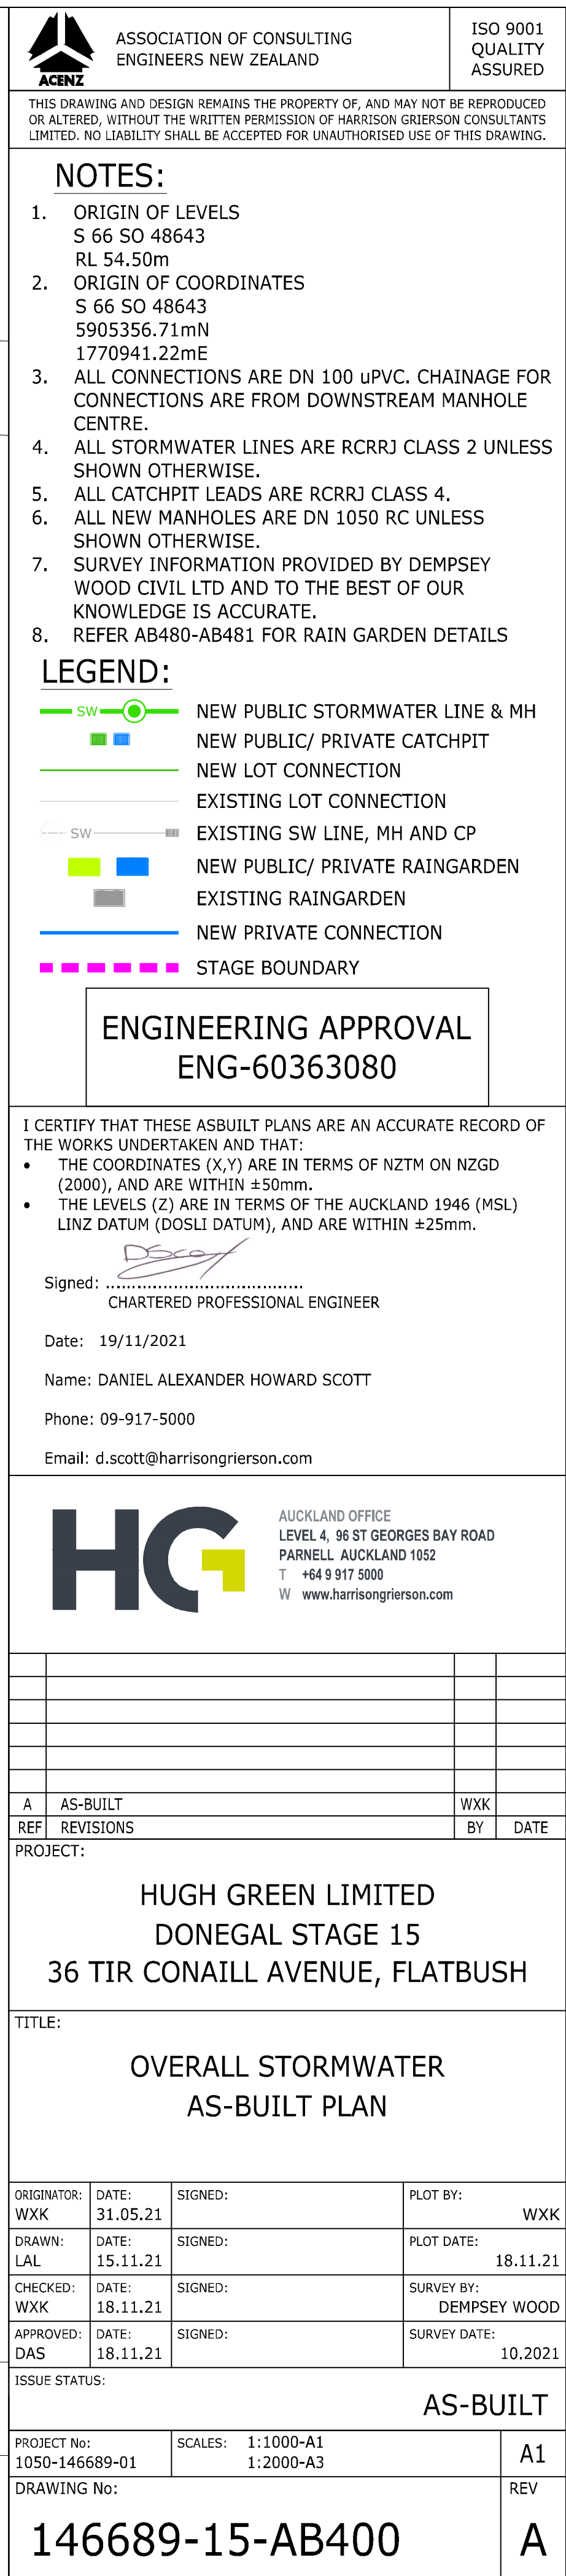 ACENZ
ASSOCIATION OF CONSULTING
ENGINEERS NEW ZEALAND
ISO 9001
QUALITY
ASSURED
THIS DRAWING AND DESIGN REMAINS THE PROPERTY OF, AND MAY NOT BE REPRODUCED
OR ALTERED, WITHOUT THE WRITTEN PERMISSION OF HARRISON GRIERSON CONSULTANTS
LIMITED. NO LIABILITY SHALL BE ACCEPTED FOR UNAUTHORISED USE OF THIS DRAWING.
NOTES:
1. ORIGIN OF LEVELS
S 66 SO 48643
RL 54.50m
2. ORIGIN OF COORDINATES
S 66 SO 48643
5905356.71mN
1770941.22mE
3. ALL CONNECTIONS ARE DN 100 uPVC. CHAINAGE FOR
CONNECTIONS ARE FROM DOWNSTREAM MANHOLE
CENTRE.
4. ALL STORMWATER LINES ARE RCRRJ CLASS 2 UNLESS
SHOWN OTHERWISE.
5. ALL CATCHPIT LEADS ARE RCRRJ CLASS 4.
6. ALL NEW MANHOLES ARE DN 1050 RC UNLESS
SHOWN OTHERWISE.
7. SURVEY INFORMATION PROVIDED BY DEMPSEY
WOOD CIVIL LTD AND TO THE BEST OF OUR
KNOWLEDGE IS ACCURATE.
8. REFER AB480-AB481 FOR RAIN GARDEN DETAILS
LEGEND:
SW NEW PUBLIC STORMWATER LINE & MH
NEW PUBLIC/ PRIVATE CATCHPIT
NEW LOT CONNECTION
EXISTING LOT CONNECTION
SW EXISTING SW LINE, MH AND CP
NEW PUBLIC/ PRIVATE RAINGARDEN
EXISTING RAINGARDEN
NEW PRIVATE CONNECTION
STAGE BOUNDARY
ENGINEERING APPROVAL
ENG-60363080
I CERTIFY THAT THESE ASBUILT PLANS ARE AN ACCURATE RECORD OF
THE WORKS UNDERTAKEN AND THAT:
• THE COORDINATES (X,Y) ARE IN TERMS OF NZTM ON NZGD
(2000), AND ARE WITHIN ±50mm.
• THE LEVELS (Z) ARE IN TERMS OF THE AUCKLAND 1946 (MSL)
LINZ DATUM (DOSLI DATUM), AND ARE WITHIN ±25mm.
DSco
Signed: ......................................
CHARTERED PROFESSIONAL ENGINEER
Date: 19/11/2021
Name: DANIEL ALEXANDER HOWARD SCOTT
Phone: 09-917-5000
Email: d.scott@harrisongrierson.com
HG
AUCKLAND OFFICE
LEVEL 4, 96 ST GEORGES BAY ROAD
PARNELL AUCKLAND 1052
T +64 9 917 5000
W www.harrisongrierson.com
A AS-BUILT WXK
REF REVISIONS BY DATE
PROJECT:
HUGH GREEN LIMITED
DONEGAL STAGE 15
36 TIR CONAILL AVENUE, FLATBUSH
TITLE:
OVERALL STORMWATER
AS-BUILT PLAN
ORIGINATOR: DATE: SIGNED: PLOT BY:
WXK 31.05.21 WXK
DRAWN: DATE: SIGNED: PLOT DATE:
LAL 15.11.21 18.11.21
CHECKED: DATE: SIGNED: SURVEY BY:
WXK 18.11.21 DEMPSEY WOOD
APPROVED: DATE: SIGNED: SURVEY DATE:
DAS 18.11.21 10.2021
ISSUE STATUS:
AS-BUILT
PROJECT No: SCALES: 1:1000-A1
1050-146689-01 1:2000-A3 A1
DRAWING No: REV
146689-15-AB400 A